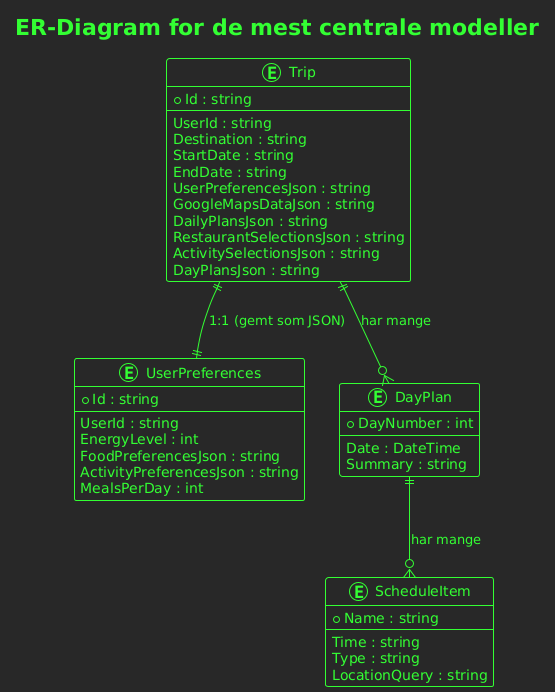 ER-Diagram for de mest centrale modeller
E Trip
Id : string
UserId : string
Destination : string
StartDate : string
EndDate : string
UserPreferencesJson : string
GoogleMapsDataJson : string
DailyPlansJson : string
RestaurantSelectionsJson : string
ActivitySelectionsJson : string
DayPlansJson : string
1:1 (gemt som JSON)
har mange
E UserPreferences
Id : string
UserId : string
EnergyLevel : int
FoodPreferencesJson : string
ActivityPreferencesJson : string
MealsPerDay : int
E DayPlan
DayNumber : int
Date : DateTime
Summary : string
har mange
E ScheduleItem
Name : string
Time : string
Type : string
LocationQuery : string